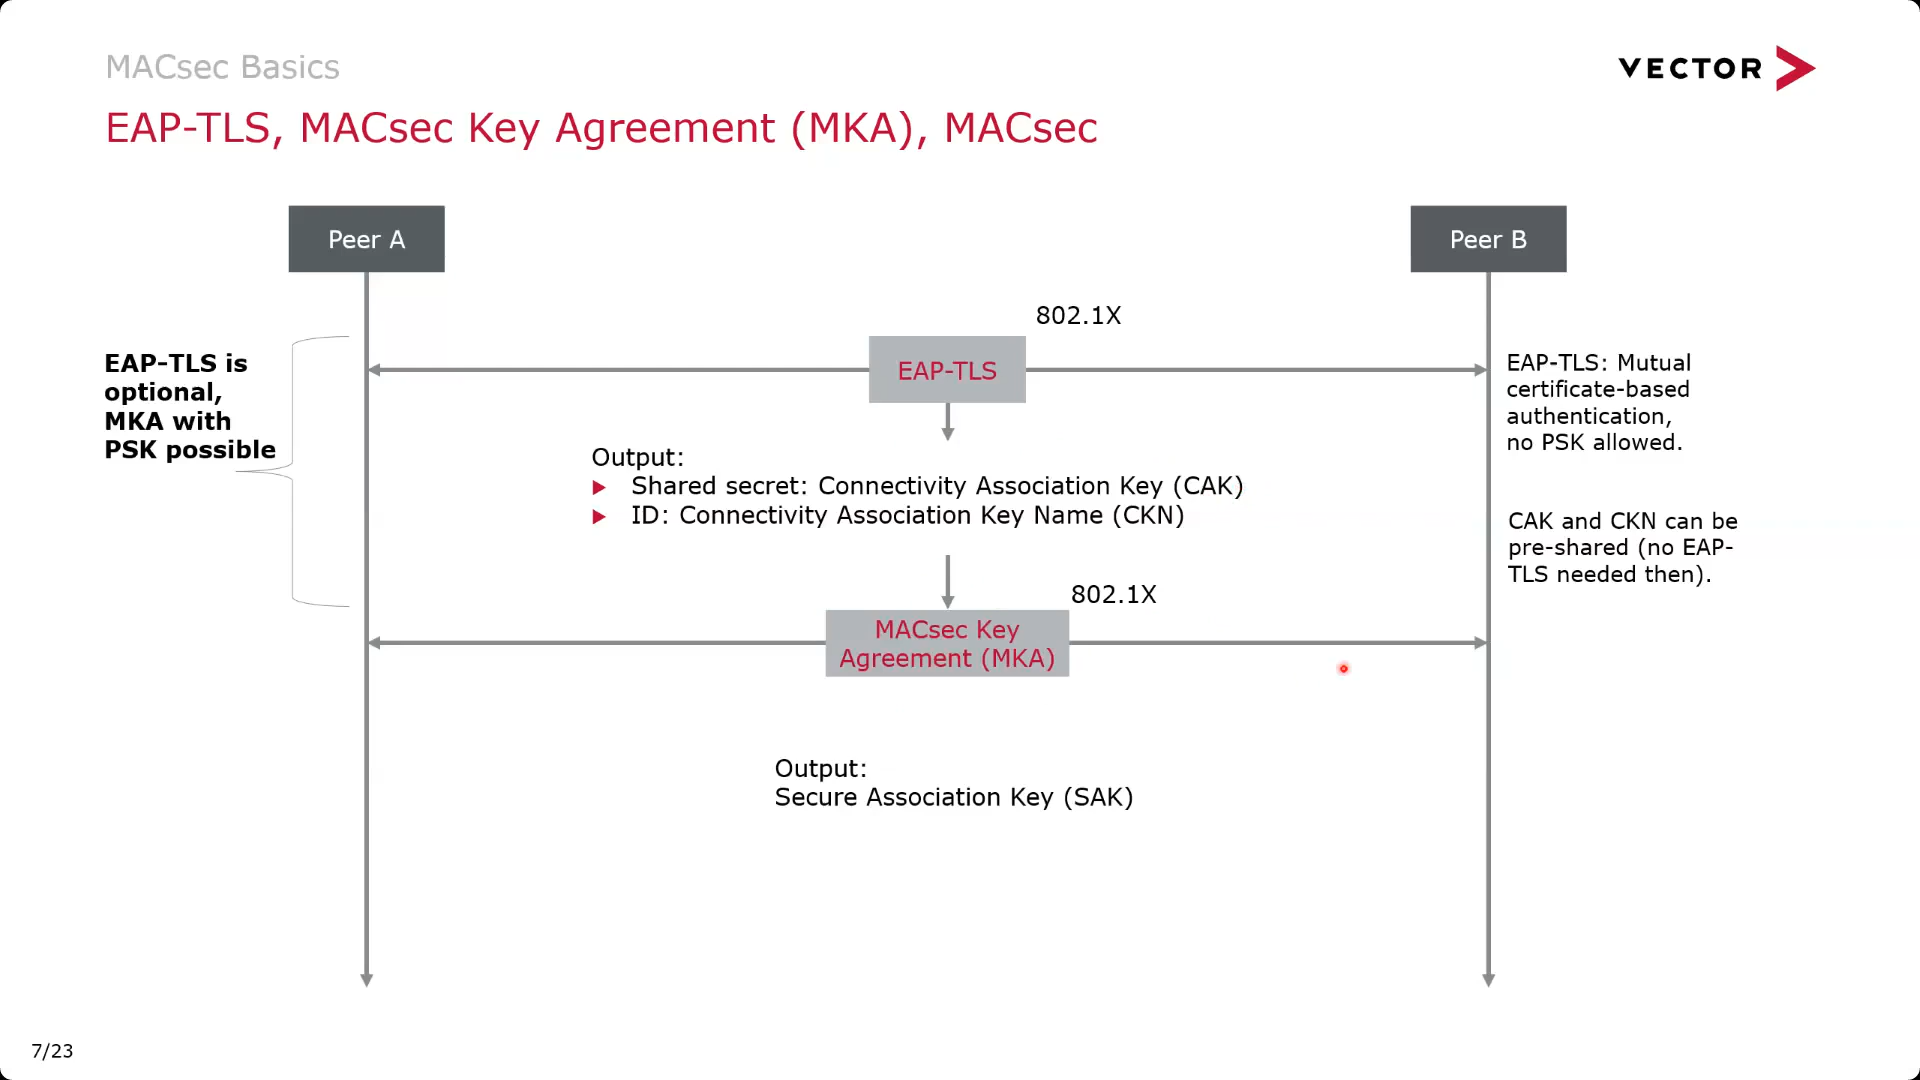 MACsec Basics
VECTOR
EAP-TLS, MACsec Key Agreement (MKA), MACsec
Peer A
Peer B
802.1X
EAP-TLS is
optional,
MKA with
PSK possible
EAP-TLS
EAP-TLS: Mutual
certificate-based
authentication,
no PSK allowed.
Output:
▶ Shared secret: Connectivity Association Key (CAK)
▶ ID: Connectivity Association Key Name (CKN)
CAK and CKN can be
pre-shared (no EAP-
TLS needed then).
802.1X
MACsec Key
Agreement (MKA)
Output:
Secure Association Key (SAK)
7/23